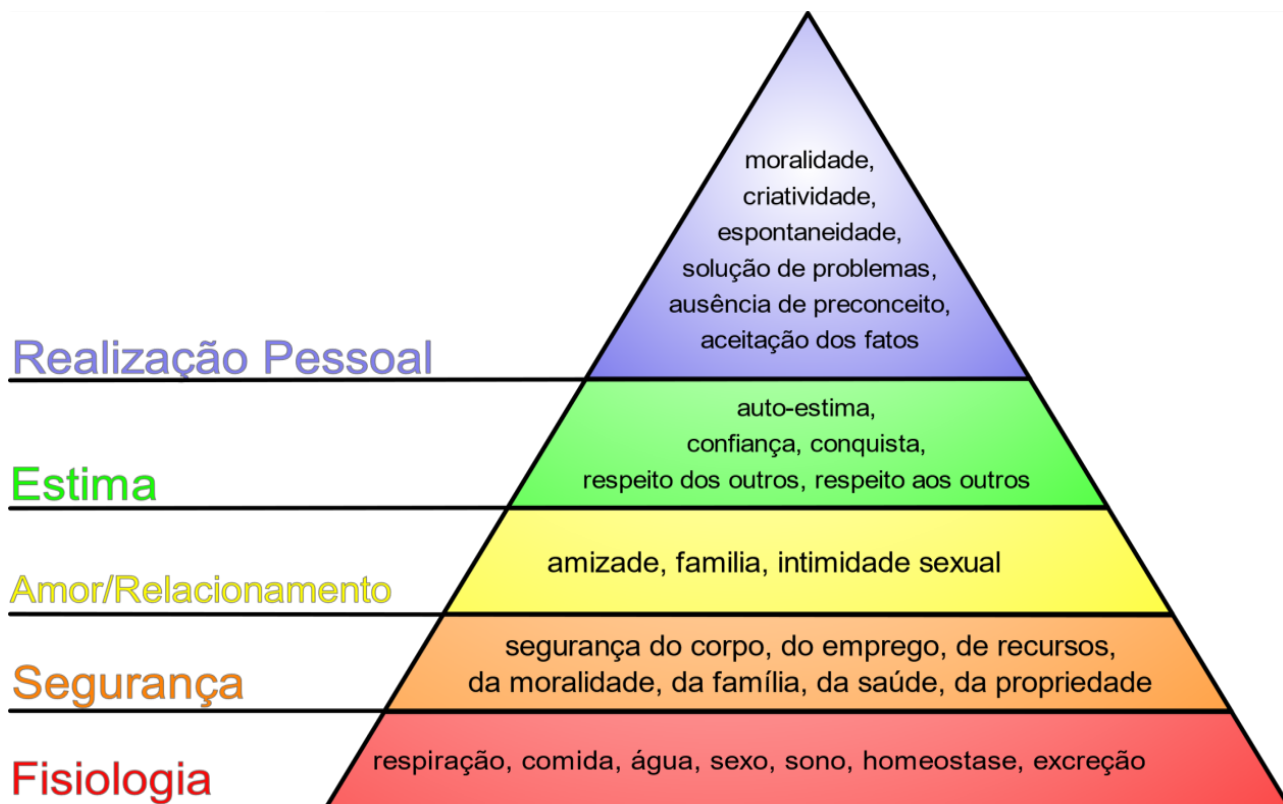 moralidade,
criatividade,
espontaneidade,
solução de problemas,
ausência de preconceito,
aceitação dos fatos
Realização Pessoal
auto-estima,
confiança, conquista,
respeito dos outros, respeito aos outros
Estima
amizade, familia, intimidade sexual
Amor/Relacionamento
segurança do corpo, do emprego, de recursos,
da moralidade, da família, da saúde, da propriedade
Segurança
respiração, comida, água, sexo, sono, homeostase, excreção
Fisiologia